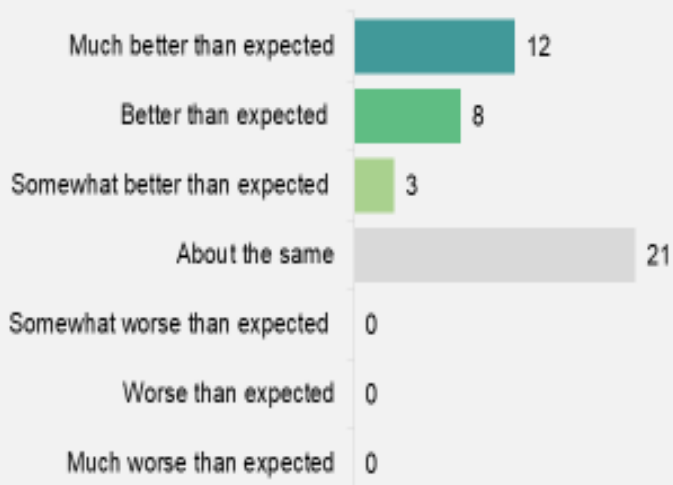 Much better than expected 12
Better than expected 8
Somewhat better than expected 3
About the same 21
Somewhat worse than expected 0
Worse than expected 0
Much worse than expected 0